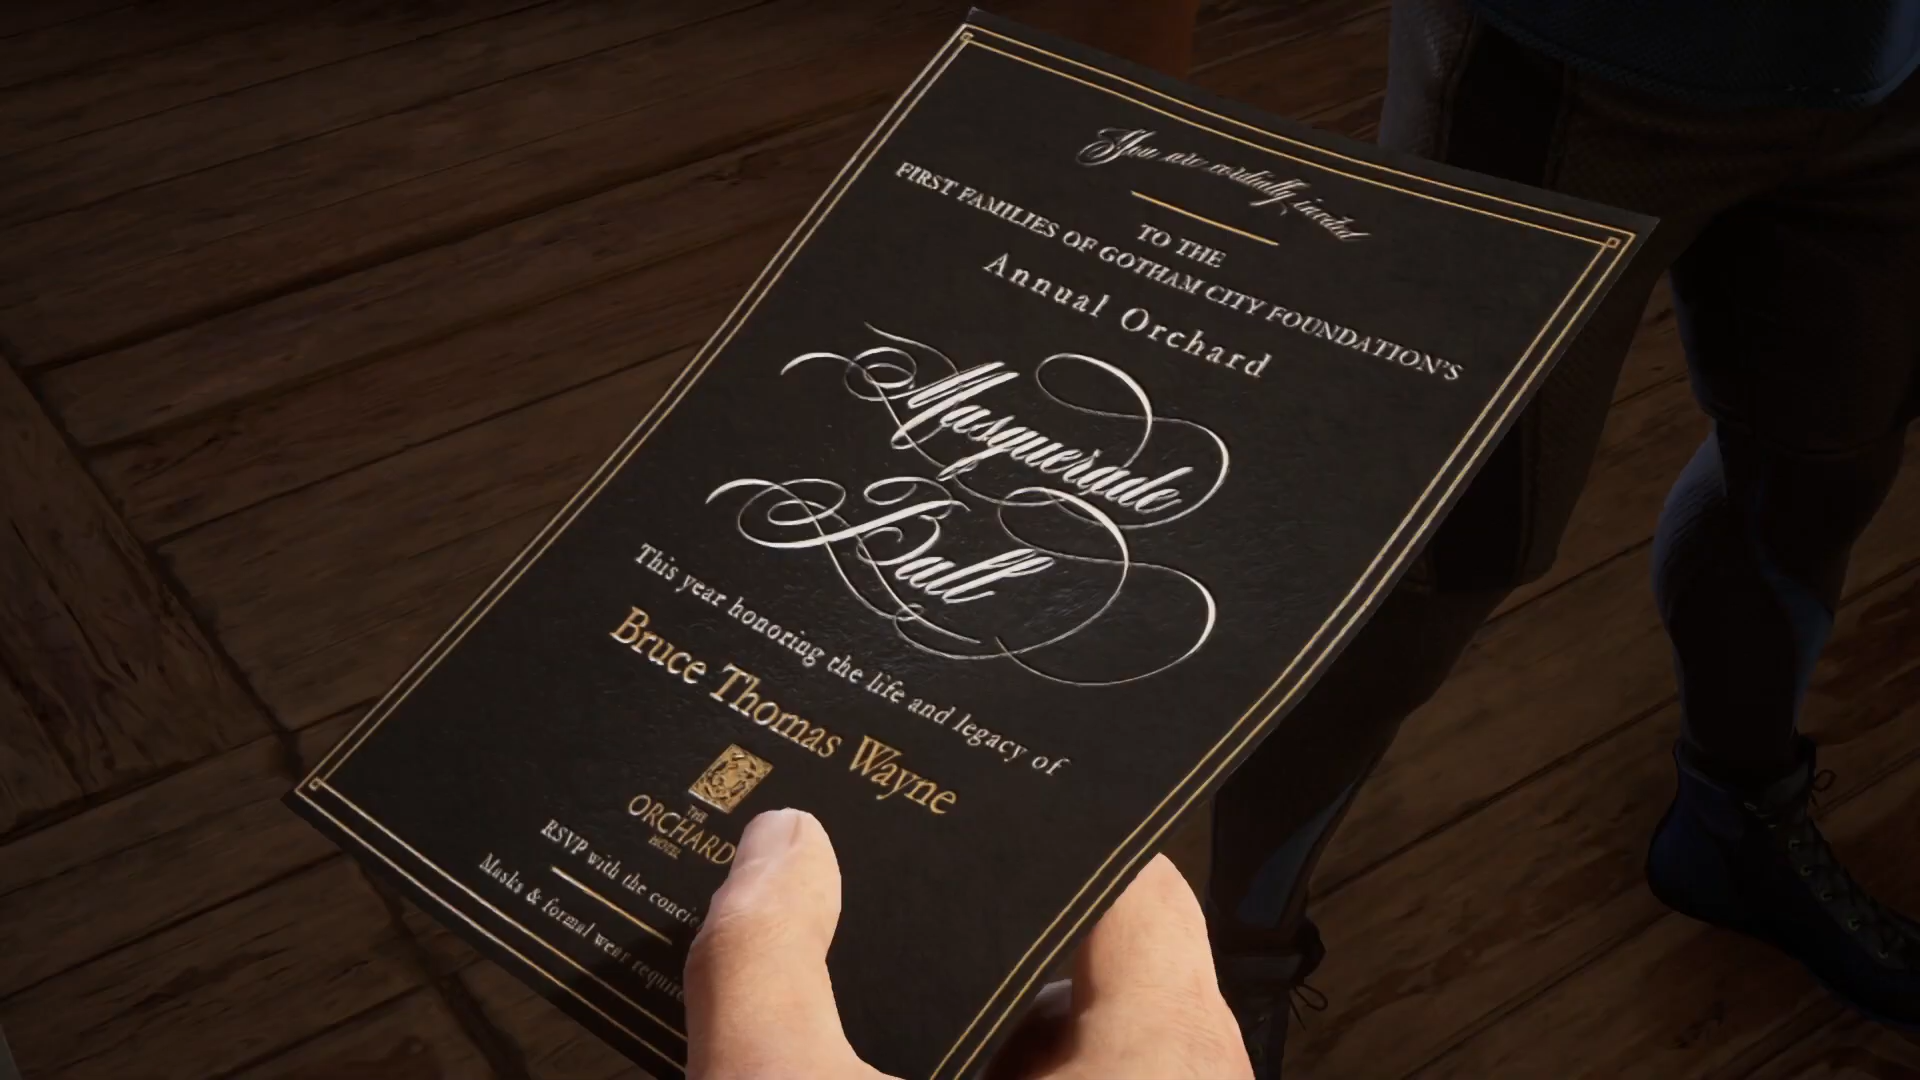 You are cordially invited
TO THE
FIRST FAMILIES OF GOTHAM CITY FOUNDATION'S
Annual Orchard
Masquerade
Ball
This year honoring the life and legacy of
Bruce Thomas Wayne
THE
ORCHARD
HOTEL
RSVP with the
Masks & formal wear